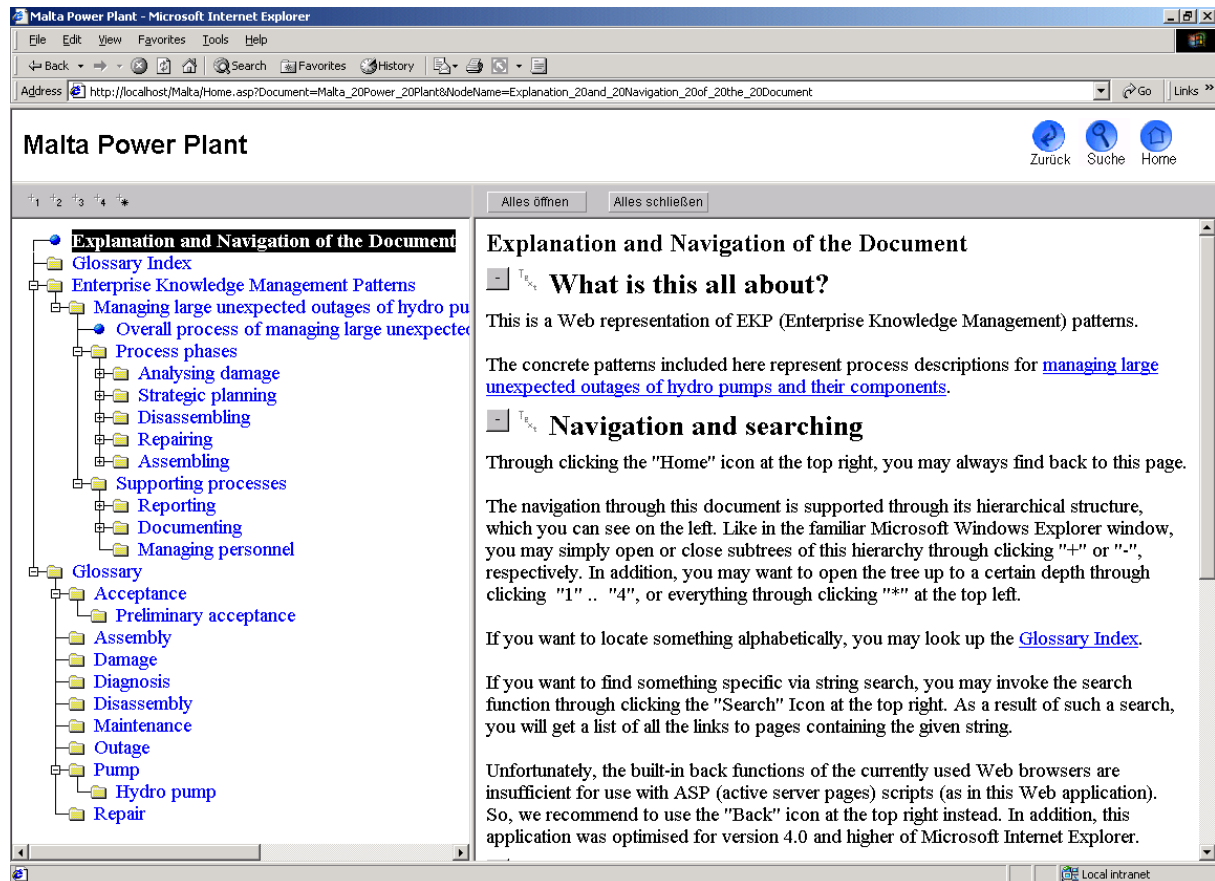 Malta Power Plant - Microsoft Internet Explorer
File Edit View Favorites Tools Help
Back Search Favorites History
Address http://localhost/Malta/Home.asp?Document=Malta_20Power_20Plant&NodeName=Explanation_20and_20Navigation_20of_20the_20Document Go Links »
Malta Power Plant
Zurück Suche Home
+1 +2 +3 +4 +*
Alles öffnen Alles schließen
Explanation and Navigation of the Document
Glossary Index
Enterprise Knowledge Management Patterns
Managing large unexpected outages of hydro pu
Overall process of managing large unexpected
Process phases
Analysing damage
Strategic planning
Disassembling
Repairing
Assembling
Supporting processes
Reporting
Documenting
Managing personnel
Glossary
Acceptance
Preliminary acceptance
Assembly
Damage
Diagnosis
Disassembly
Maintenance
Outage
Pump
Hydro pump
Repair
Explanation and Navigation of the Document
- Text What is this all about?
This is a Web representation of EKP (Enterprise Knowledge Management) patterns.
The concrete patterns included here represent process descriptions for managing large
unexpected outages of hydro pumps and their components.
- Text Navigation and searching
Through clicking the "Home" icon at the top right, you may always find back to this page.
The navigation through this document is supported through its hierarchical structure,
which you can see on the left. Like in the familiar Microsoft Windows Explorer window,
you may simply open or close subtrees of this hierarchy through clicking "+" or "-",
respectively. In addition, you may want to open the tree up to a certain depth through
clicking "1" .. "4", or everything through clicking "*" at the top left.
If you want to locate something alphabetically, you may look up the Glossary Index.
If you want to find something specific via string search, you may invoke the search
function through clicking the "Search" Icon at the top right. As a result of such a search,
you will get a list of all the links to pages containing the given string.
Unfortunately, the built-in back functions of the currently used Web browsers are
insufficient for use with ASP (active server pages) scripts (as in this Web application).
So, we recommend to use the "Back" icon at the top right instead. In addition, this
application was optimised for version 4.0 and higher of Microsoft Internet Explorer.
Local intranet